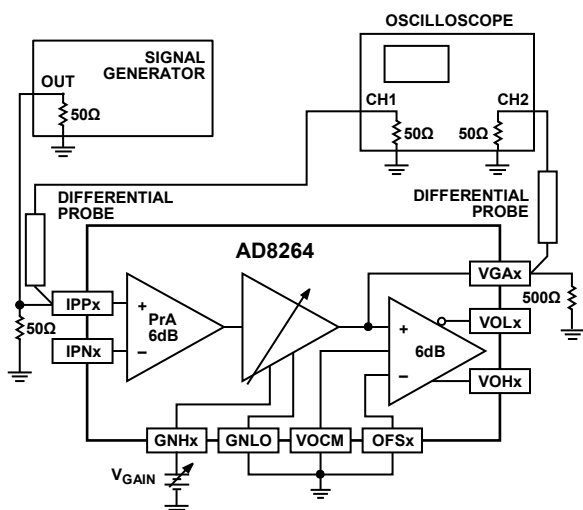 OSCILLOSCOPE
SIGNAL
GENERATOR
OUT
50Ω
CH1
CH2
50Ω
50Ω
DIFFERENTIAL
PROBE
DIFFERENTIAL
PROBE
AD8264
IPPx
+
PrA
6dB
–
50Ω
IPNx
VGAx
500Ω
+
6dB
–
VOLx
VOHx
GNHx
GNLO
VOCM
OFSx
VGAIN